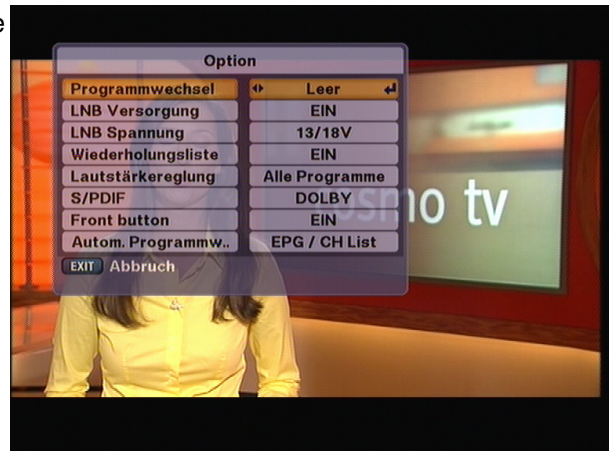 e
Option
Programmwechsel Leer
LNB Versorgung EIN
LNB Spannung 13/18V
Wiederholungsliste EIN
Lautstärkereglung Alle Programme
S/PDIF DOLBY
Front button EIN
Autom. Programmw.. EPG / CH List
EXIT Abbruch
smo tv